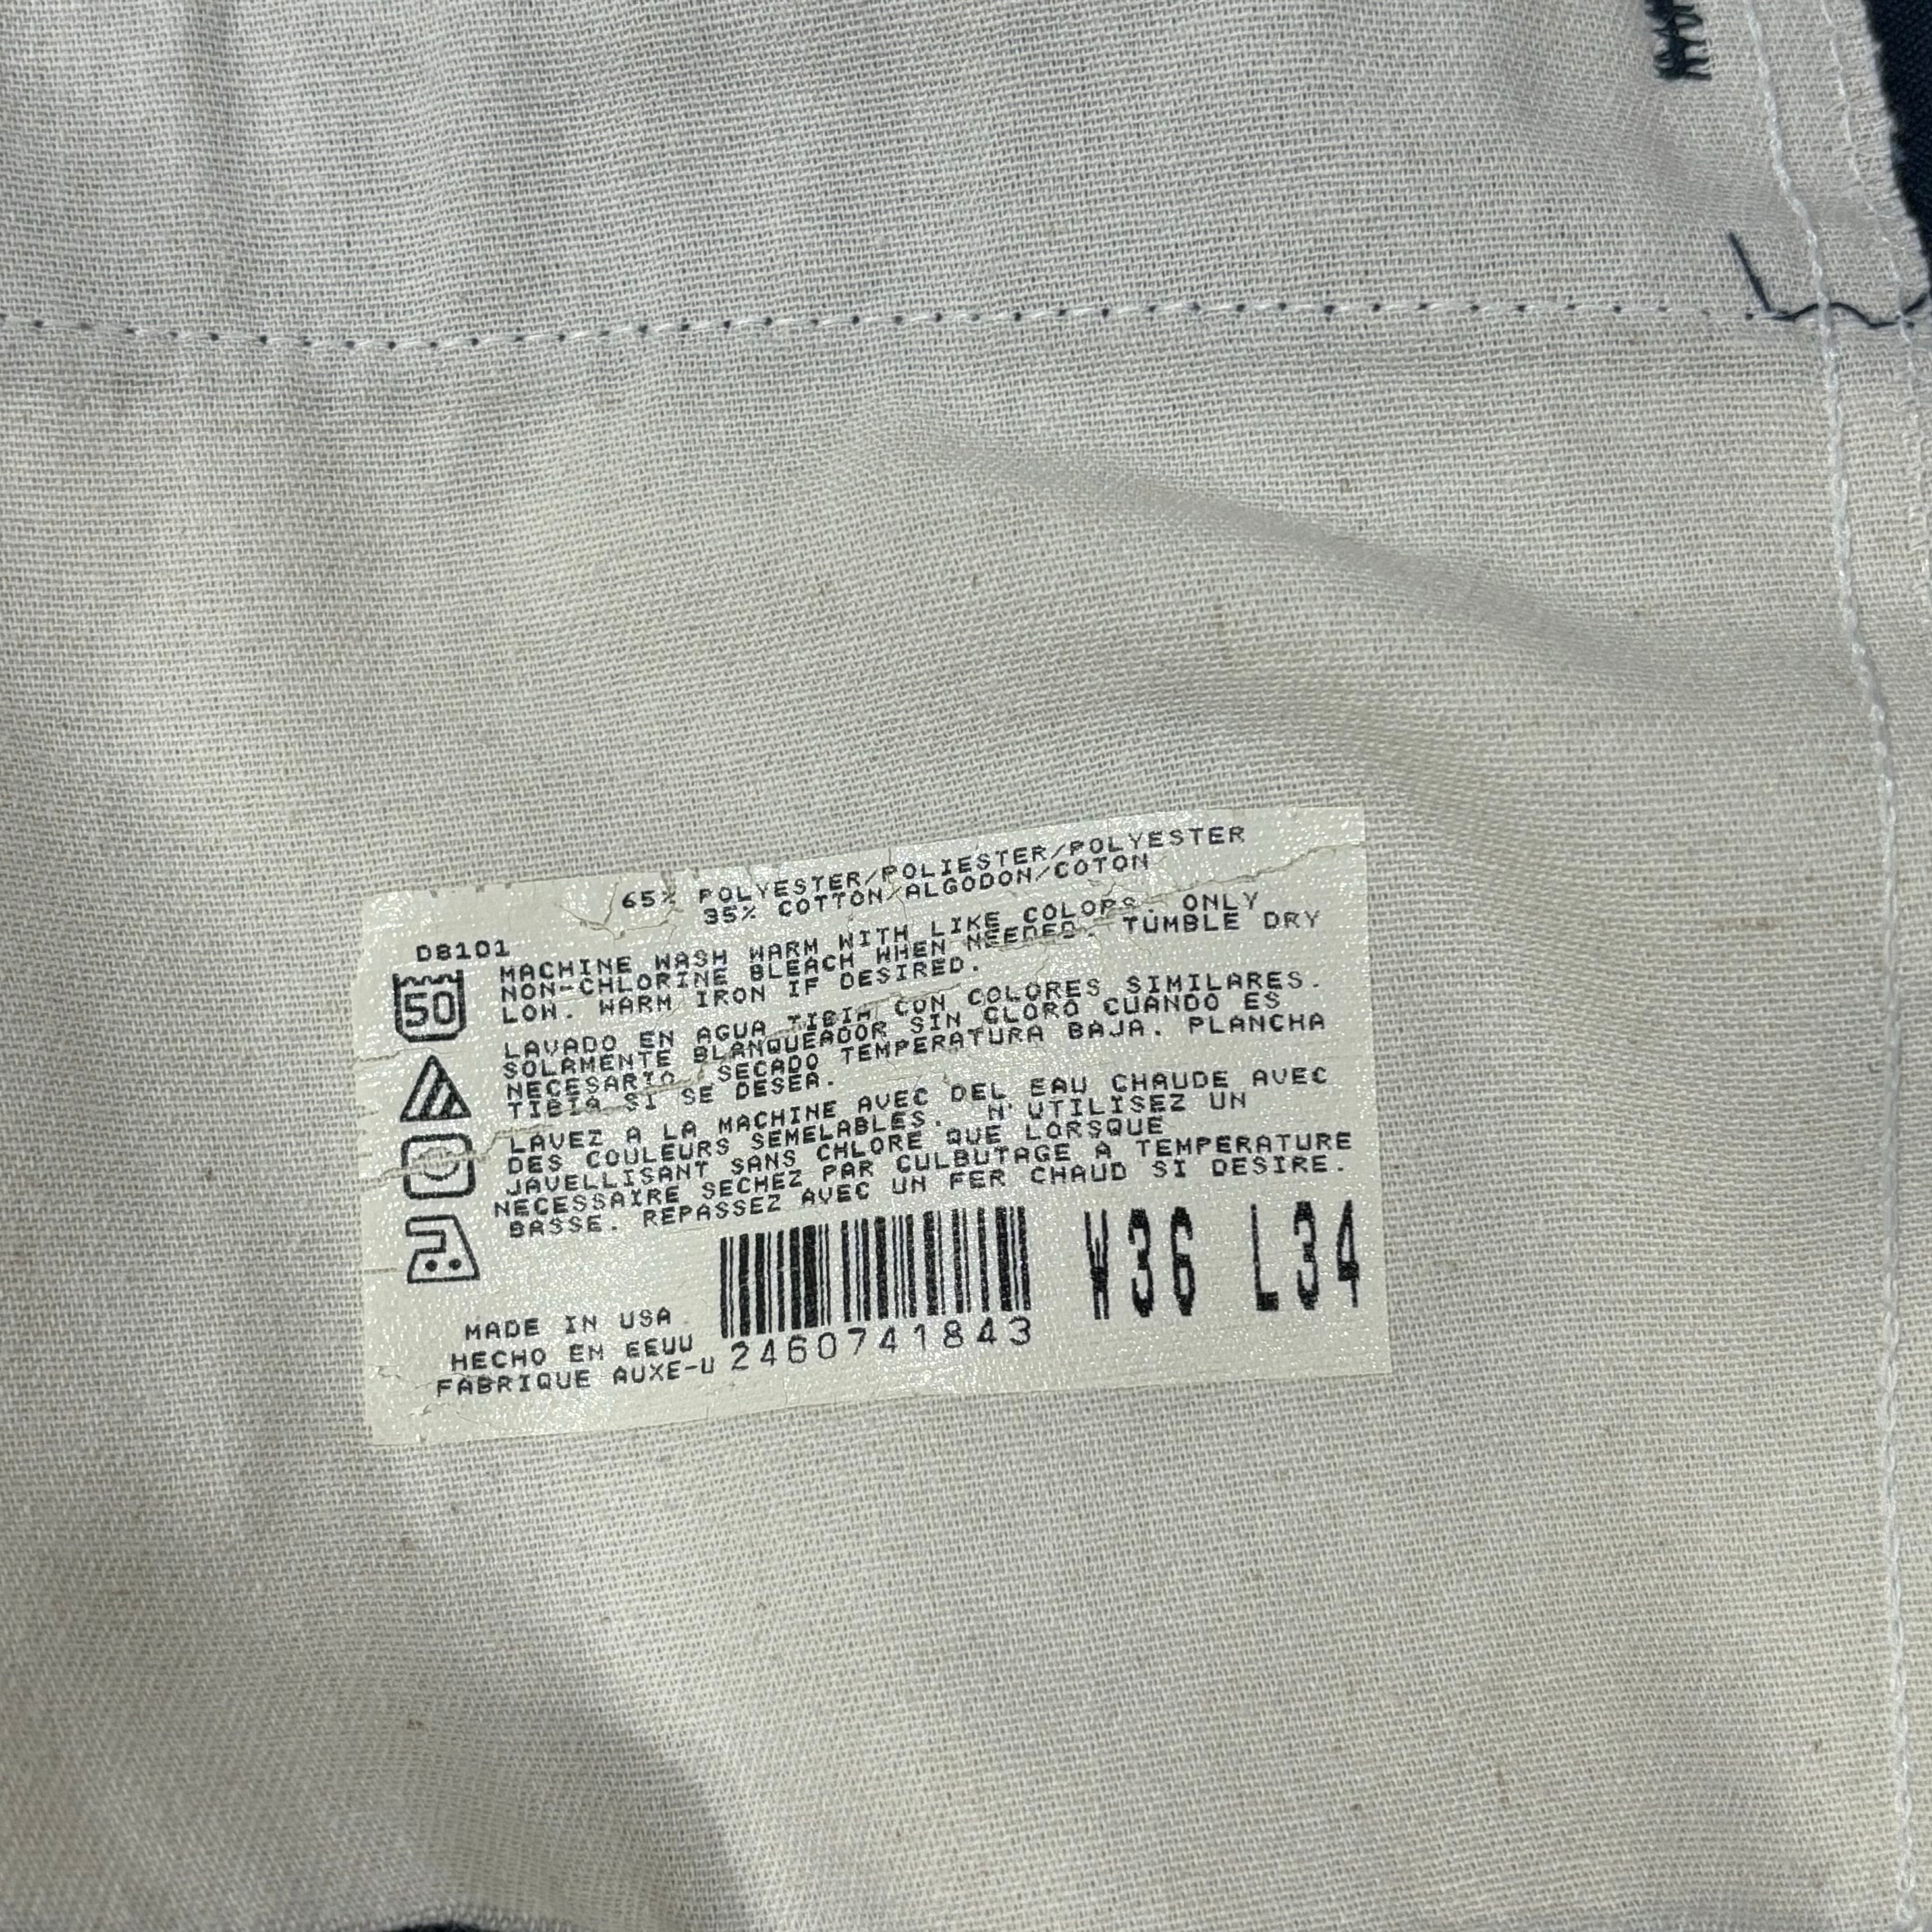 65% POLYESTER/POLIESTER/POLYESTER
35% COTTON/ALGODON/COTON
D8101
MACHINE WASH WARM WITH LIKE COLORS. ONLY
NON-CHLORINE BLEACH WHEN NEEDED. TUMBLE DRY
LOW. WARM IRON IF DESIRED.
50
LAVADO EN AGUA TIBIA CON COLORES SIMILARES.
SOLAMENTE BLANQUEADOR SIN CLORO CUANDO ES
NECESARIO. SECADO TEMPERATURA BAJA. PLANCHA
TIBIA SI SE DESEA.
LAVEZ A LA MACHINE AVEC DEL EAU CHAUDE AVEC
DES COULEURS SEMELABLES. N'UTILISEZ UN
JAVELLISANT SANS CHLORE QUE LORSQUE
NECESSAIRE SECHEZ PAR CULBUTAGE A TEMPERATURE
BASSE. REPASSEZ AVEC UN FER CHAUD SI DESIRE.
W36 L34
MADE IN USA
HECHO EN EEUU
FABRIQUE AUXE-U
2460741843